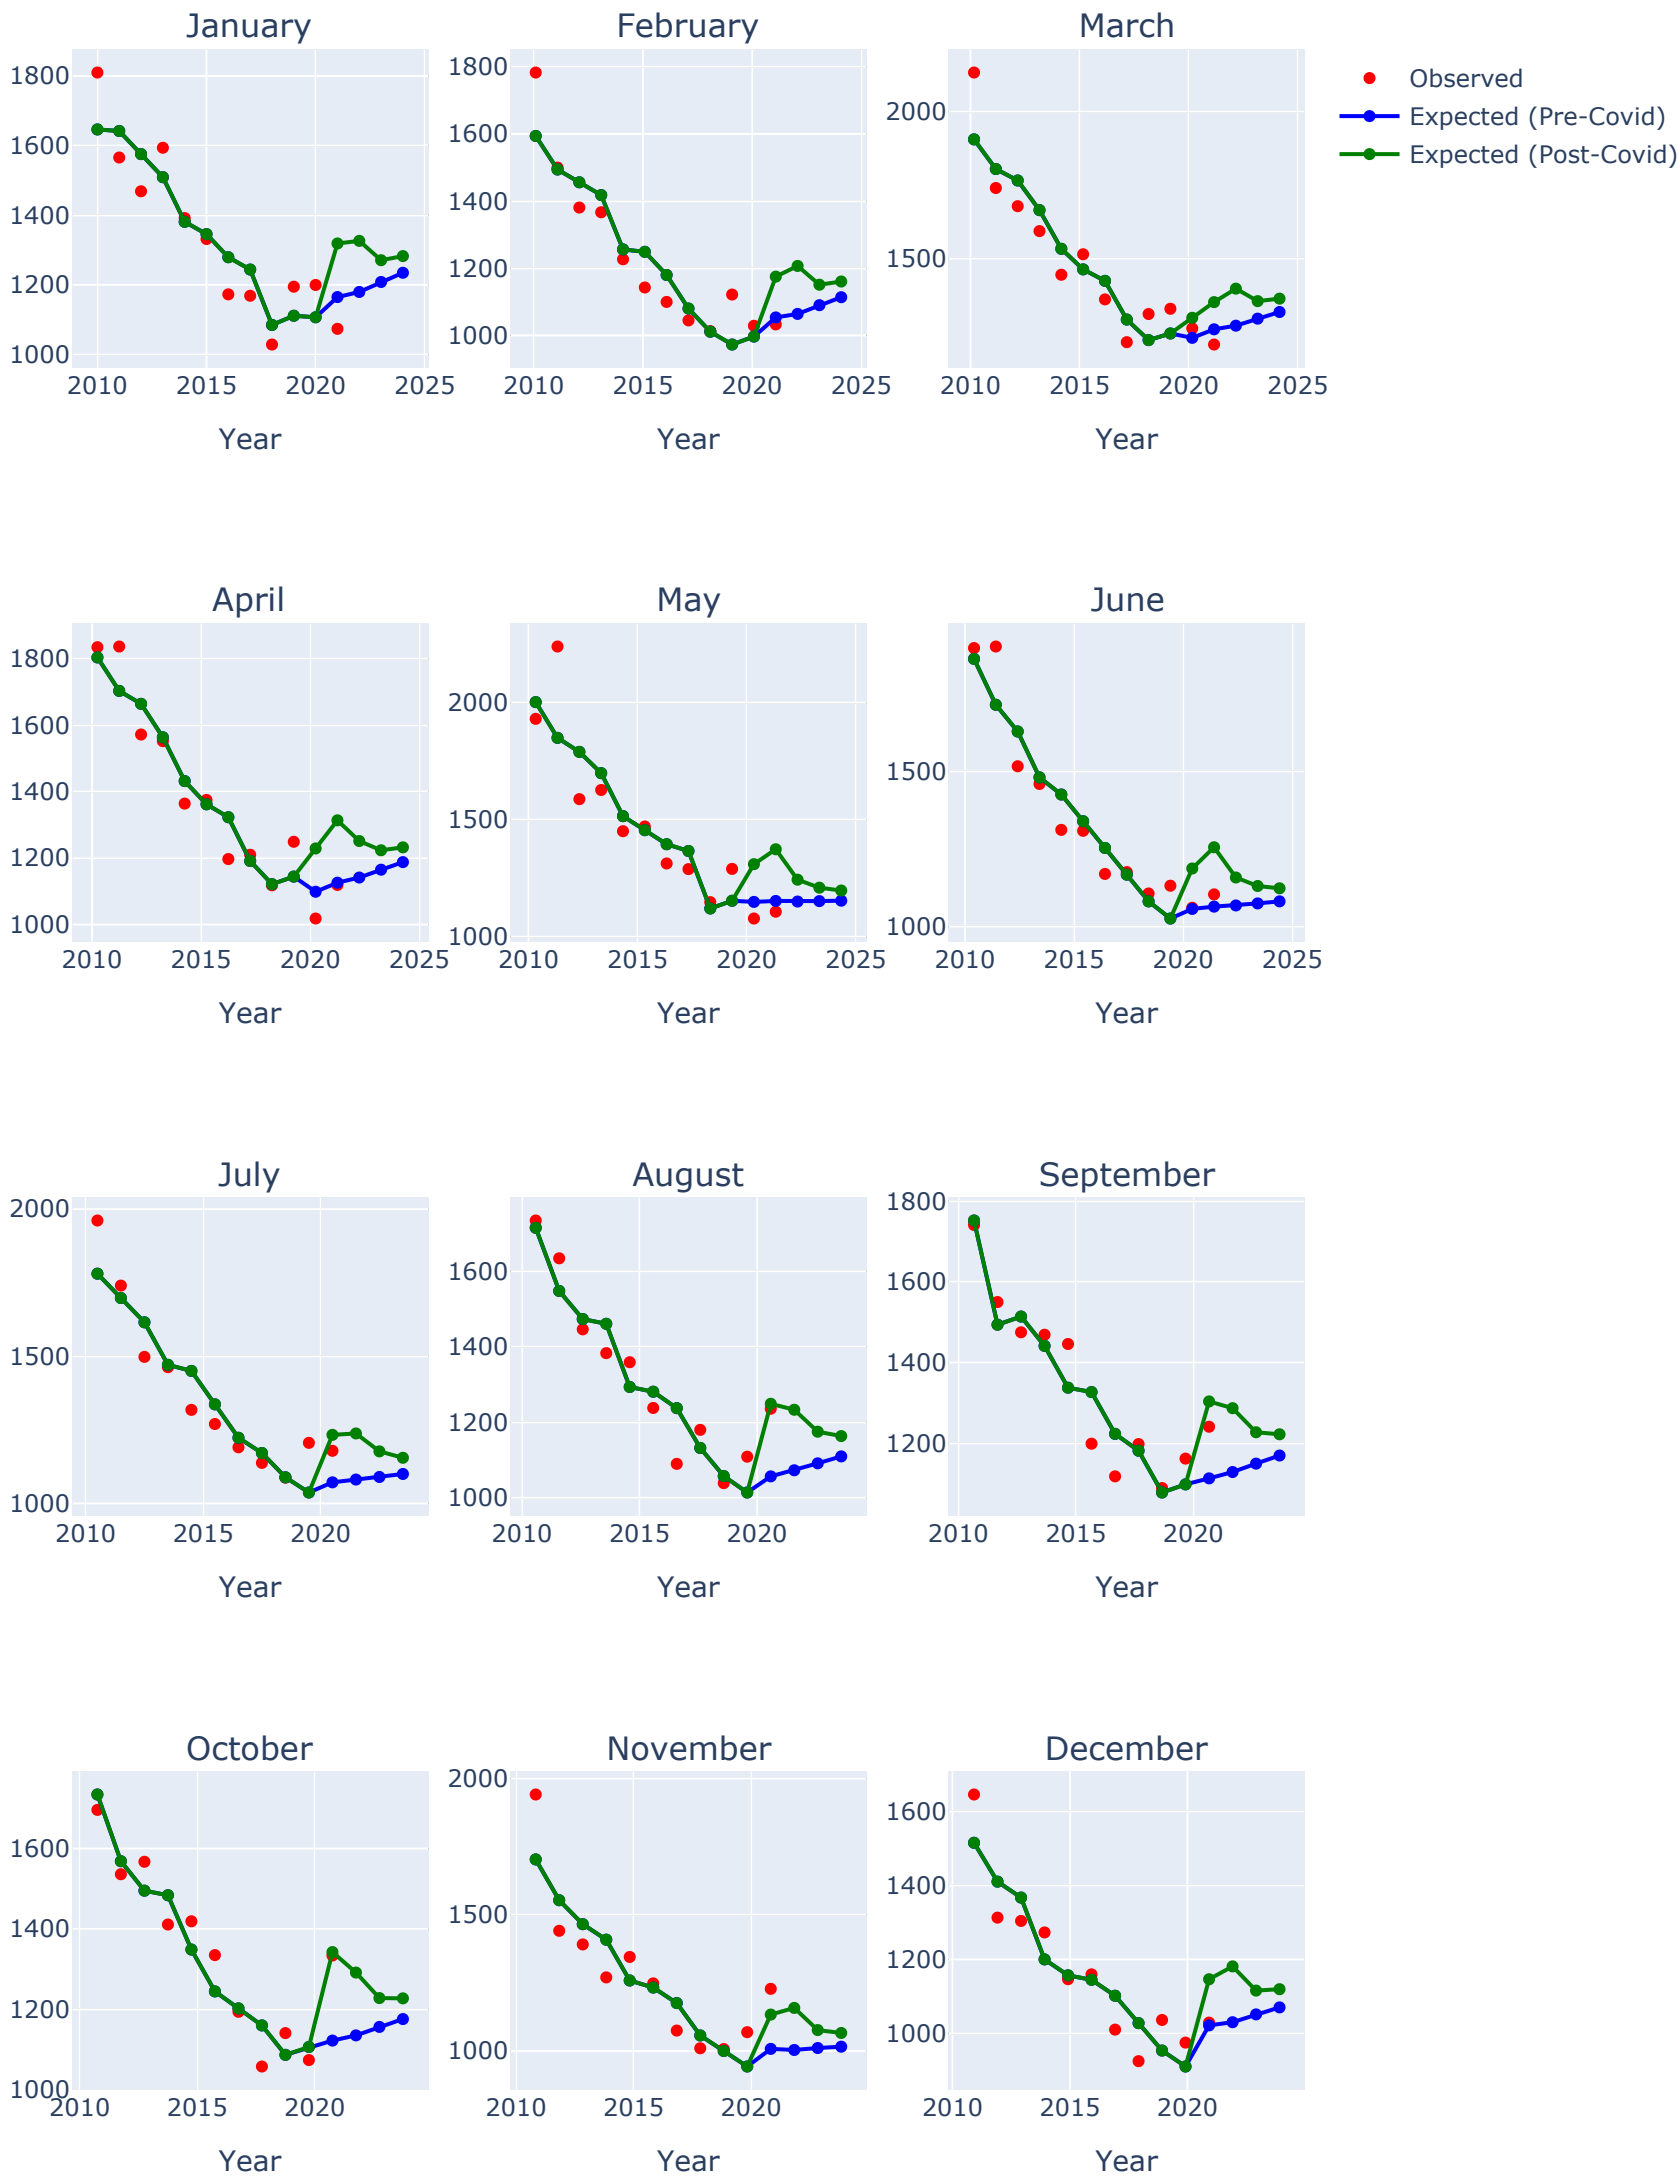 January February March
1800
1600
1400
1200
1000
2010 2015 2020 2025
Year
1800
1600
1400
1200
1000
2010 2015 2020 2025
Year
2000
1500
2010 2015 2020 2025
Year
Observed
Expected (Pre-Covid)
Expected (Post-Covid)
April May June
1800
1600
1400
1200
1000
2010 2015 2020 2025
Year
2000
1500
1000
2010 2015 2020 2025
Year
1500
1000
2010 2015 2020 2025
Year
July August September
2000
1500
1000
2010 2015 2020
Year
1600
1400
1200
1000
2010 2015 2020
Year
1800
1600
1400
1200
2010 2015 2020
Year
October November December
1600
1400
1200
1000
2010 2015 2020
Year
2000
1500
1000
2010 2015 2020
Year
1600
1400
1200
1000
2010 2015 2020
Year